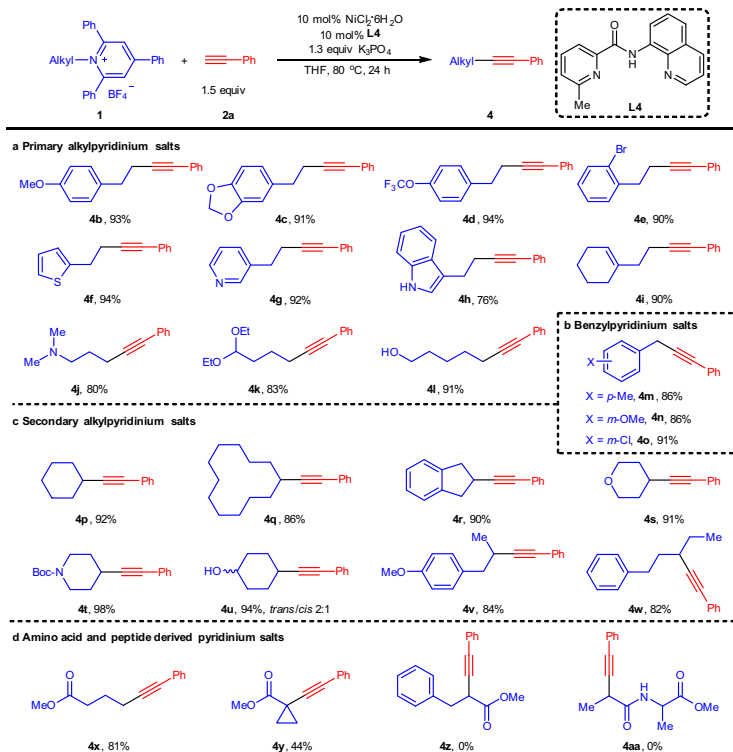 Ph
Alkyl N+ Ph
Ph BF4−
1
+
Ph
1.5 equiv
2a
10 mol% NiCl2·6H2O
10 mol% L4
1.3 equiv K3PO4
THF, 80 °C, 24 h
Alkyl Ph
4
O
N N
H
N
Me
L4
a Primary alkylpyridinium salts
MeO Ph
4b, 93%
O O Ph
4c, 91%
F3CO Ph
4d, 94%
Br Ph
4e, 90%
S Ph
4f, 94%
N Ph
4g, 92%
HN Ph
4h, 76%
Ph
4i, 90%
Me N Me Ph
4j, 80%
OEt EtO Ph
4k, 83%
HO Ph
4l, 91%
b Benzylpyridinium salts
X Ph
X = p-Me, 4m, 86%
X = m-OMe, 4n, 86%
X = m-Cl, 4o, 91%
c Secondary alkylpyridinium salts
Ph
4p, 92%
Ph
4q, 86%
Ph
4r, 90%
O Ph
4s, 91%
Boc-N Ph
4t, 98%
HO Ph
4u, 94%, trans/cis 2:1
Me MeO Ph
4v, 84%
Me Ph
4w, 82%
d Amino acid and peptide derived pyridinium salts
O MeO Ph
4x, 81%
O MeO Ph
4y, 44%
Ph OMe O
4z, 0%
Ph Me O H N Me O OMe
4aa, 0%